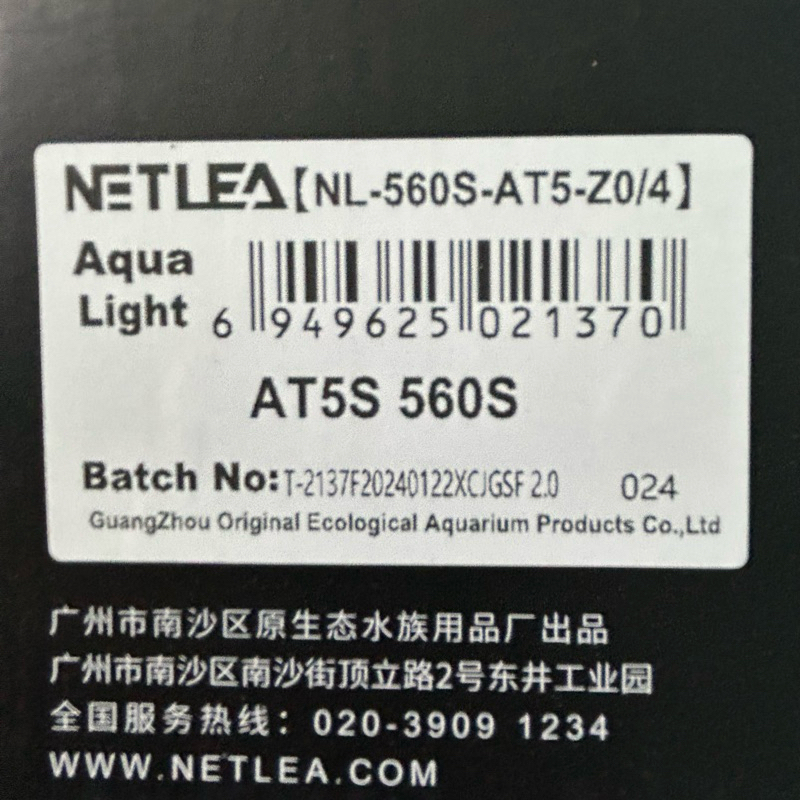 NETLEA【NL-560S-AT5-Z0/4】
Aqua
Light
6 949625 021370
AT5S 560S
Batch No:T-2137F20240122XCJGSF 2.0 024
GuangZhou Original Ecological Aquarium Products Co.,Ltd
广州市南沙区原生态水族用品厂出品
广州市南沙区南沙街顶立路2号东井工业园
全国服务热线：020-3909 1234
WWW.NETLEA.COM